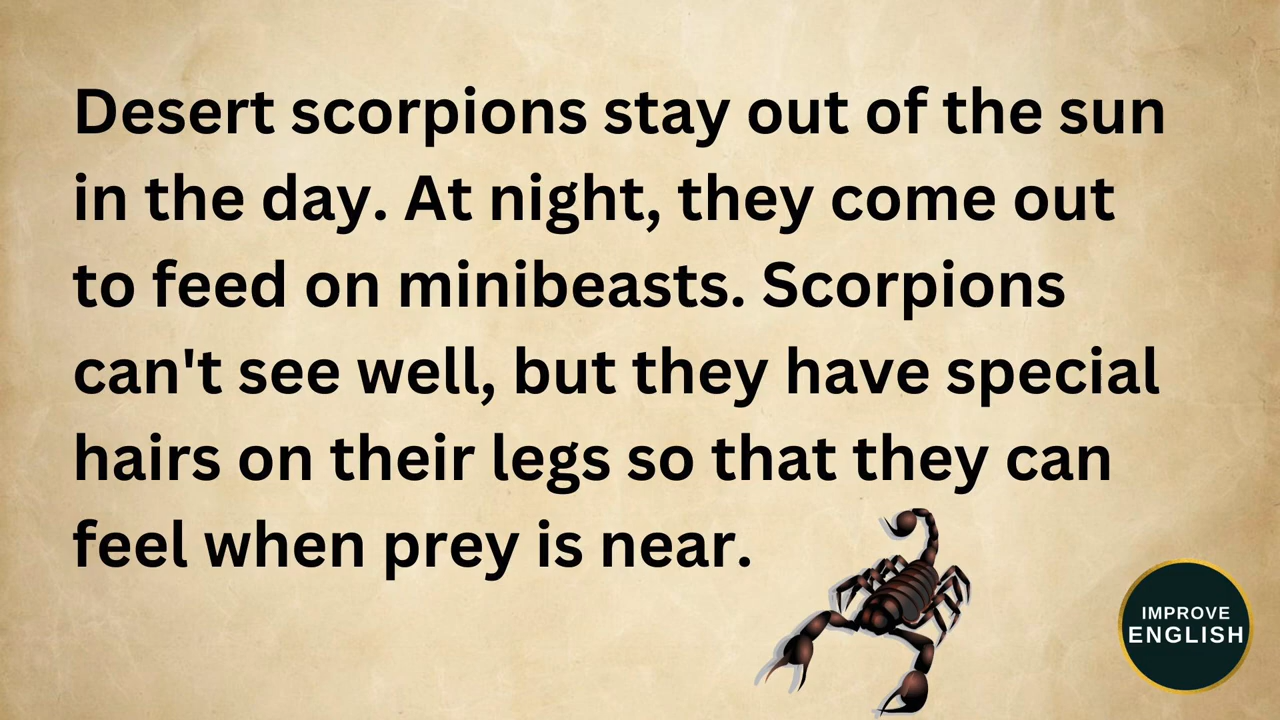 Desert scorpions stay out of the sun
in the day. At night, they come out
to feed on minibeasts. Scorpions
can't see well, but they have special
hairs on their legs so that they can
feel when prey is near.
IMPROVE
ENGLISH